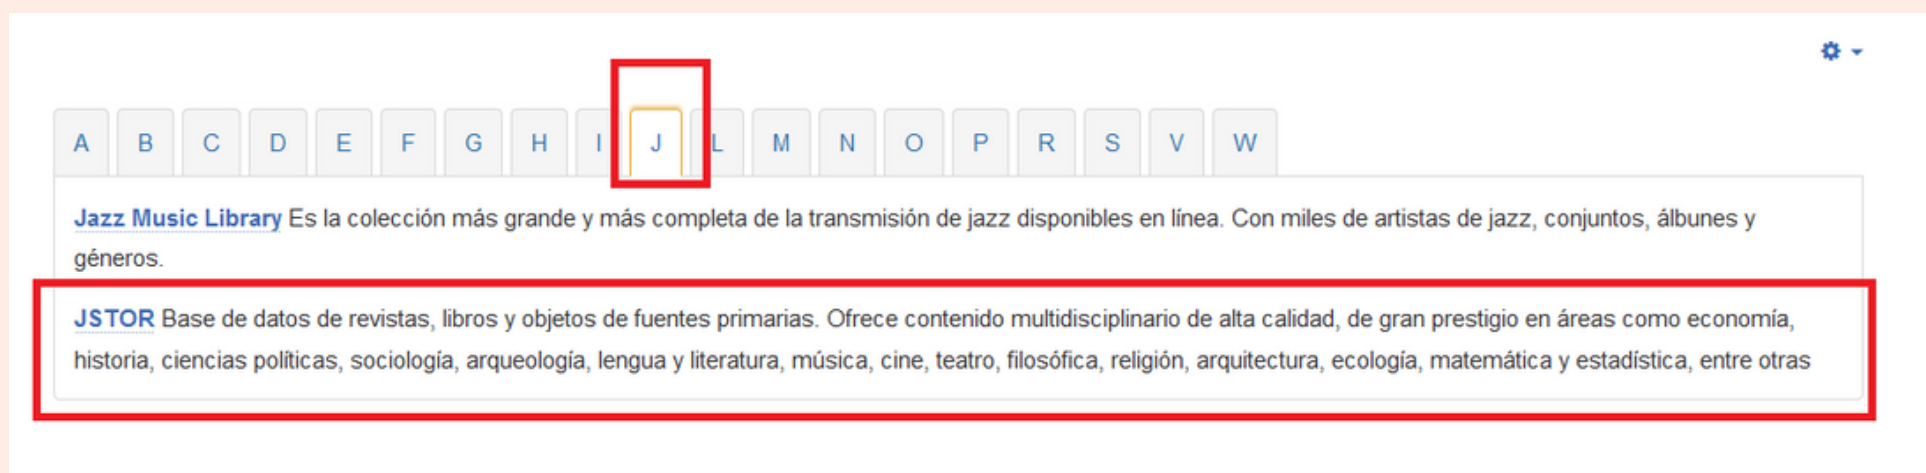 A B C D E F G H I J L M N O P R S V W
Jazz Music Library Es la colección más grande y más completa de la transmisión de jazz disponibles en línea. Con miles de artistas de jazz, conjuntos, álbunes y
géneros.
JSTOR Base de datos de revistas, libros y objetos de fuentes primarias. Ofrece contenido multidisciplinario de alta calidad, de gran prestigio en áreas como economía,
historia, ciencias políticas, sociología, arqueología, lengua y literatura, música, cine, teatro, filosófica, religión, arquitectura, ecología, matemática y estadística, entre otras